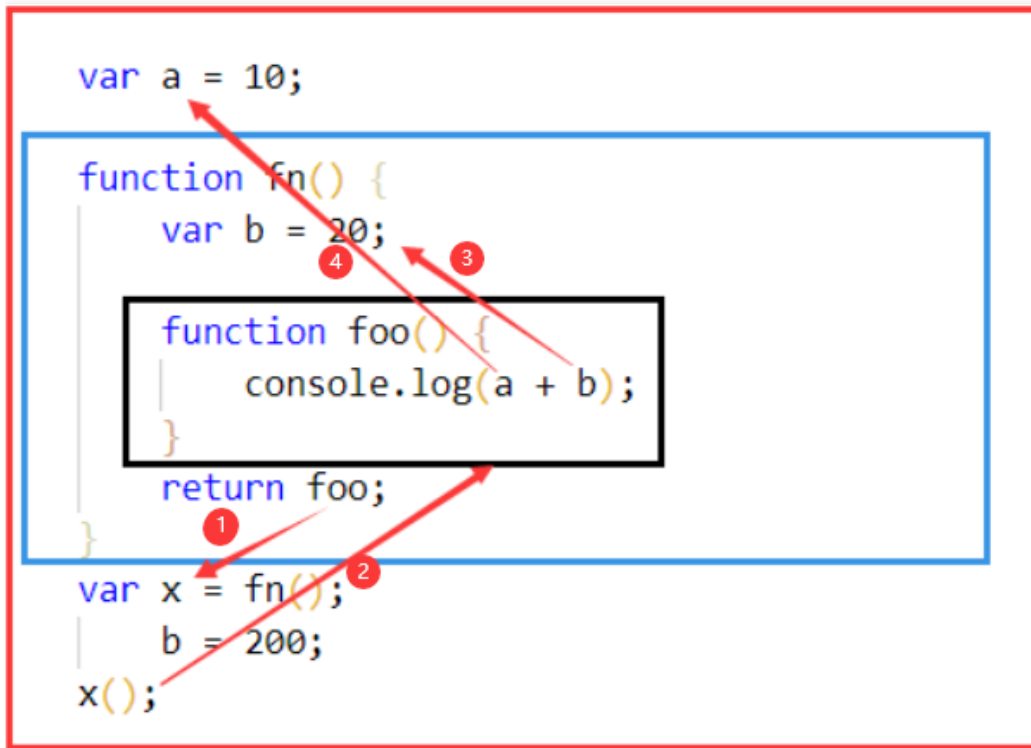 var a = 10;
function fn() {
var b = 20;
4
3
function foo() {
console.log(a + b);
}
return foo;
1
}
2
var x = fn();
b = 200;
x();